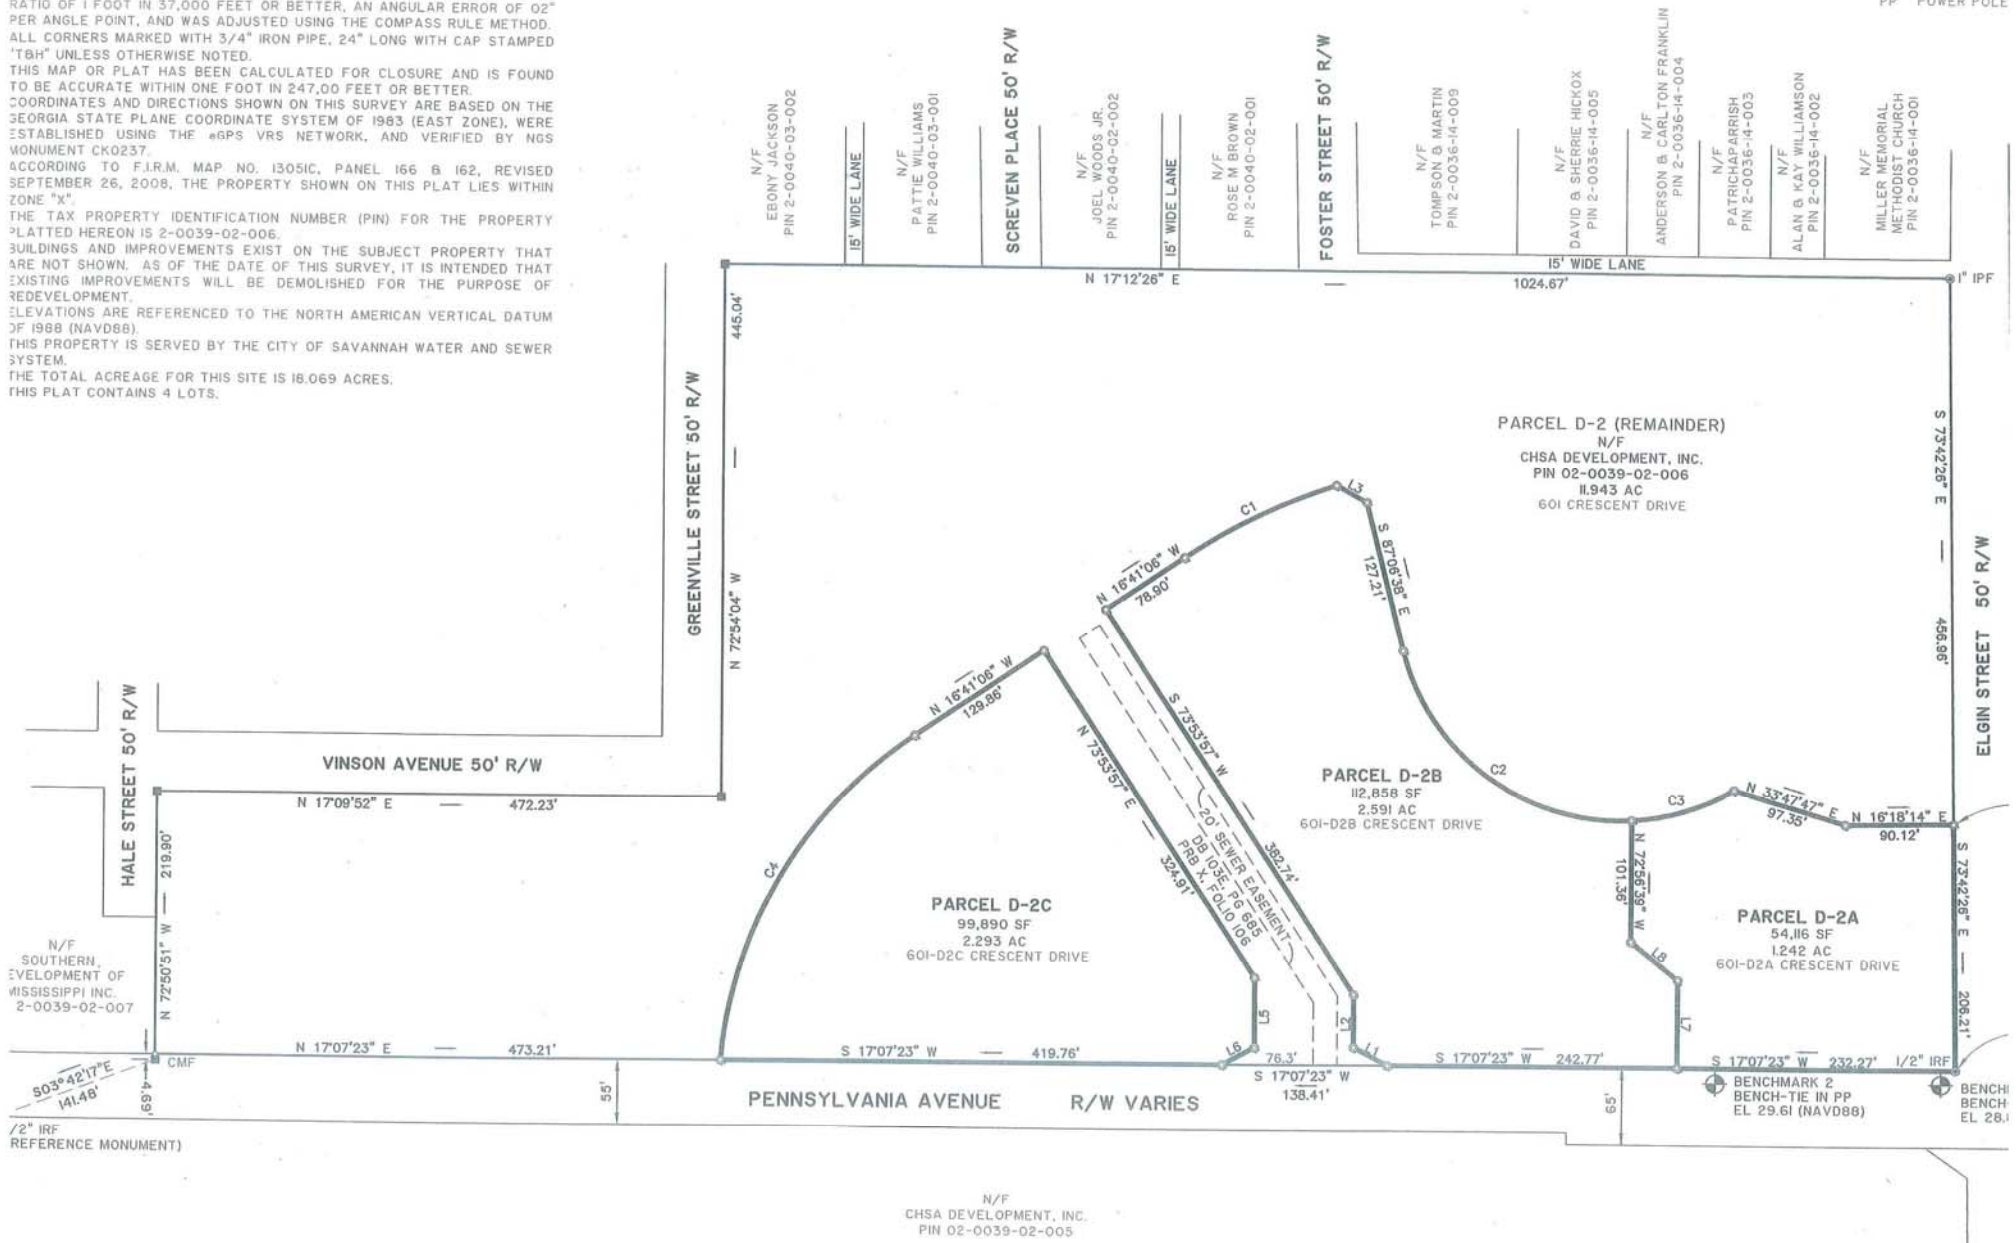 RATIO OF 1 FOOT IN 37,000 FEET OR BETTER, AN ANGULAR ERROR OF 02"
PER ANGLE POINT, AND WAS ADJUSTED USING THE COMPASS RULE METHOD.
ALL CORNERS MARKED WITH 3/4" IRON PIPE, 24" LONG WITH CAP STAMPED
"T&H" UNLESS OTHERWISE NOTED.
THIS MAP OR PLAT HAS BEEN CALCULATED FOR CLOSURE AND IS FOUND
TO BE ACCURATE WITHIN ONE FOOT IN 247,00 FEET OR BETTER.
COORDINATES AND DIRECTIONS SHOWN ON THIS SURVEY ARE BASED ON THE
GEORGIA STATE PLANE COORDINATE SYSTEM OF 1983 (EAST ZONE), WERE
ESTABLISHED USING THE eGPS VRS NETWORK, AND VERIFIED BY NGS
MONUMENT CK0237.
ACCORDING TO F.I.R.M. MAP NO. 13051C, PANEL 166 & 162, REVISED
SEPTEMBER 26, 2008, THE PROPERTY SHOWN ON THIS PLAT LIES WITHIN
ZONE "X".
THE TAX PROPERTY IDENTIFICATION NUMBER (PIN) FOR THE PROPERTY
PLATTED HEREON IS 2-0039-02-006.
BUILDINGS AND IMPROVEMENTS EXIST ON THE SUBJECT PROPERTY THAT
ARE NOT SHOWN. AS OF THE DATE OF THIS SURVEY, IT IS INTENDED THAT
EXISTING IMPROVEMENTS WILL BE DEMOLISHED FOR THE PURPOSE OF
REDEVELOPMENT.
ELEVATIONS ARE REFERENCED TO THE NORTH AMERICAN VERTICAL DATUM
OF 1988 (NAVD88).
THIS PROPERTY IS SERVED BY THE CITY OF SAVANNAH WATER AND SEWER
SYSTEM.
THE TOTAL ACREAGE FOR THIS SITE IS 18.069 ACRES.
THIS PLAT CONTAINS 4 LOTS.
PP POWER POLE
N/F
EBONY JACKSON
PIN 2-0040-03-002
15' WIDE LANE
N/F
PATTIE WILLIAMS
PIN 2-0040-03-001
SCREVEN PLACE 50' R/W
N/F
JOEL WOODS JR.
PIN 2-0040-02-002
15' WIDE LANE
N/F
ROSE M BROWN
PIN 2-0040-02-001
FOSTER STREET 50' R/W
N/F
TOMPSON & MARTIN
PIN 2-0036-14-009
DAVID & SHERRIE HICKOX
PIN 2-0036-14-005
N/F
ANDERSON & CARLTON FRANKLIN
PIN 2-0036-14-004
N/F
PATRICHAPARRISH
PIN 2-0036-14-003
N/F
ALAN & KAY WILLIAMSON
PIN 2-0036-14-002
N/F
MILLER MEMORIAL
METHODIST CHURCH
PIN 2-0036-14-001
15' WIDE LANE
N 17°12'26" E — 1024.67'
1" IPF
445.04'
N 72°54'04" W
GREENVILLE STREET 50' R/W
PARCEL D-2 (REMAINDER)
N/F
CHSA DEVELOPMENT, INC.
PIN 02-0039-02-006
11.943 AC
601 CRESCENT DRIVE
S 73°42'26" E — 456.96'
ELGIN STREET 50' R/W
L3
C1
N 16°41'06" W
78.90'
S 87°06'38" E
127.21'
N 16°41'06" W
129.86'
HALE STREET 50' R/W
VINSON AVENUE 50' R/W
N 17°09'52" E — 472.23'
N 73°53'57" E — 324.91'
S 73°53'57" W — 382.74'
20' SEWER EASEMENT
DB 103E, PG 685
PRB X, FOLIO 106
PARCEL D-2B
112,858 SF
2.591 AC
601-D2B CRESCENT DRIVE
C2
C3
N 33°47'47" E
97.35'
N 16°18'14" E
90.12'
N 72°50'51" W — 219.90'
C4
PARCEL D-2C
99,890 SF
2.293 AC
601-D2C CRESCENT DRIVE
N 72°56'39" W
101.36'
L8
L7
PARCEL D-2A
54,116 SF
1.242 AC
601-D2A CRESCENT DRIVE
S 73°42'26" E — 206.21'
N/F
SOUTHERN
EVELOPMENT OF
MISSISSIPPI INC.
2-0039-02-007
N 17°07'23" E — 473.21'
CMF
S 17°07'23" W — 419.76'
L6
L5
76.3'
L2
L1
S 17°07'23" W
138.41'
S 17°07'23" W 242.77'
S 17°07'23" W 232.27'
1/2" IRF
S03°42'17"E
141.48'
49.9'
55'
65'
PENNSYLVANIA AVENUE R/W VARIES
BENCHMARK 2
BENCH-TIE IN PP
EL 29.61 (NAVD88)
BENCH
BENCH-
EL 28.
/2" IRF
REFERENCE MONUMENT)
N/F
CHSA DEVELOPMENT, INC.
PIN 02-0039-02-005